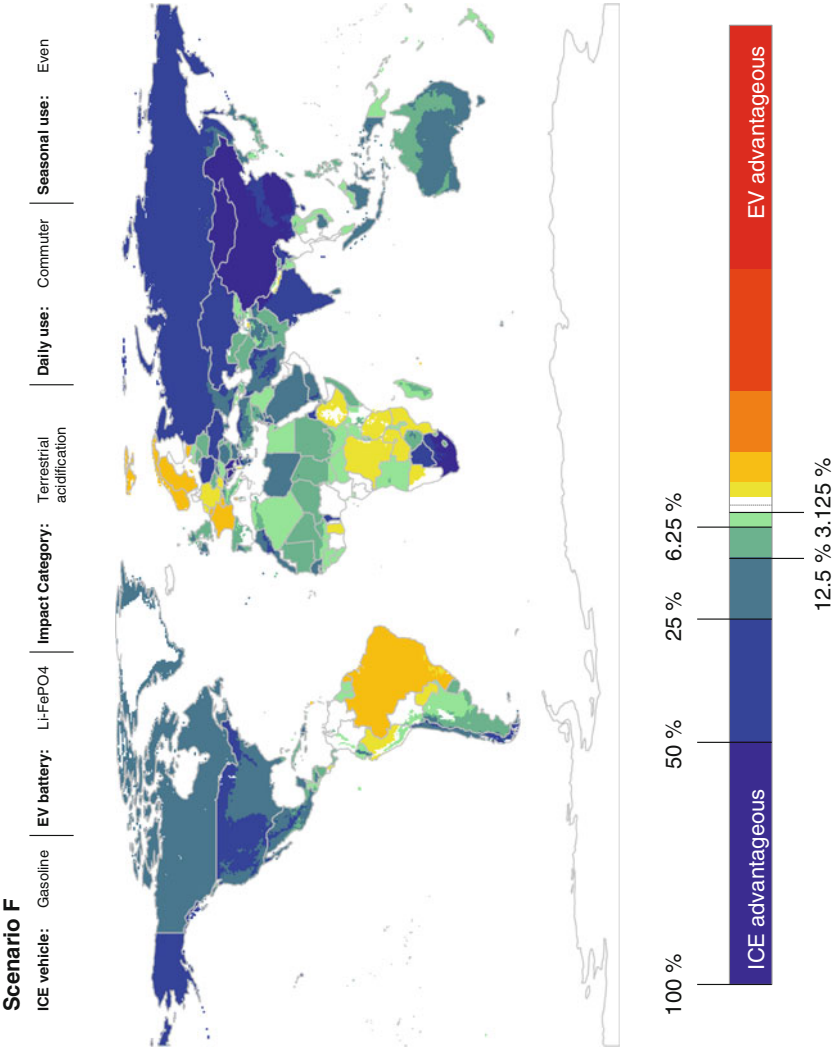 Scenario F
ICE vehicle: Gasoline
EV battery: Li-FePO4
Impact Category: Terrestrial
acidification
Daily use: Commuter
Seasonal use: Even
100 %
50 %
25 %
12.5 %
6.25 %
3.125 %
ICE advantageous
EV advantageous